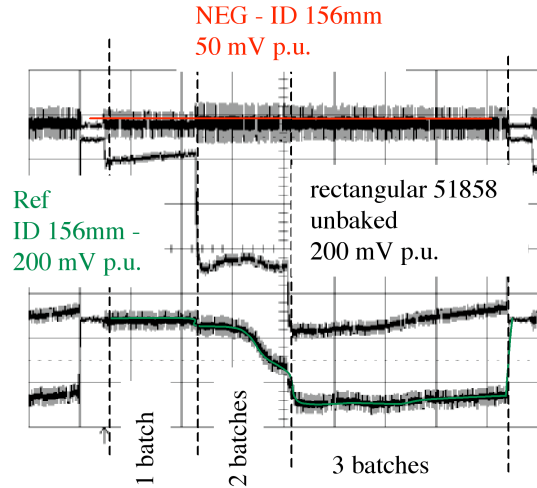 NEG - ID 156mm
50 mV p.u.
Ref
ID 156mm -
200 mV p.u.
rectangular 51858
unbaked
200 mV p.u.
1 batch
2 batches
3 batches